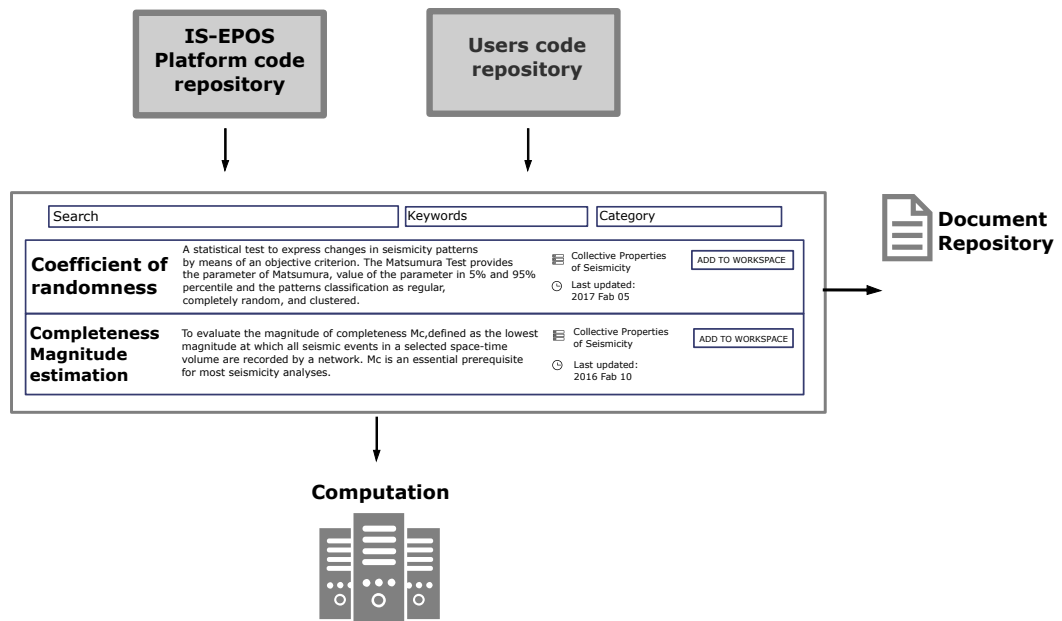 IS-EPOS
Platform code
repository
Users code
repository
Search
Keywords
Category
Coefficient of
randomness
A statistical test to express changes in seismicity patterns
by means of an objective criterion. The Matsumura Test provides
the parameter of Matsumura, value of the parameter in 5% and 95%
percentile and the patterns classification as regular,
completely random, and clustered.
Collective Properties
of Seismicity
Last updated:
2017 Fab 05
ADD TO WORKSPACE
Completeness
Magnitude
estimation
To evaluate the magnitude of completeness Mc,defined as the lowest
magnitude at which all seismic events in a selected space-time
volume are recorded by a network. Mc is an essential prerequisite
for most seismicity analyses.
Collective Properties
of Seismicity
Last updated:
2016 Fab 10
ADD TO WORKSPACE
Document
Repository
Computation